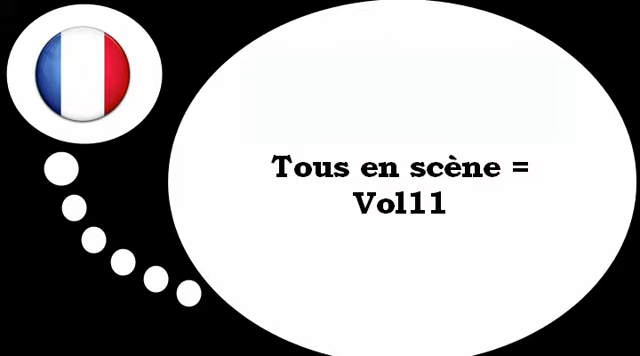 Tous en scène =
Vol11